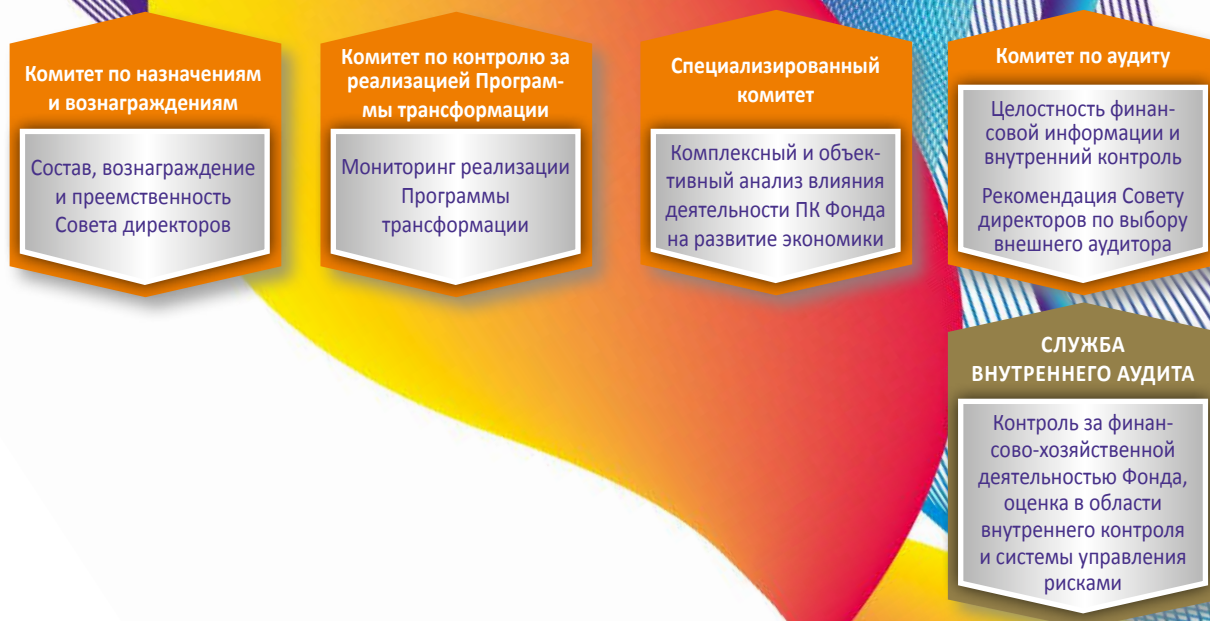 Комитет по назначениям
и вознаграждениям
Состав, вознаграждение
и преемственность
Совета директоров
Комитет по контролю за
реализацией Програм-
мы трансформации
Мониторинг реализации
Программы
трансформации
Специализированный
комитет
Комплексный и объек-
тивный анализ влияния
деятельности ПК Фонда
на развитие экономики
Комитет по аудиту
Целостность финан-
совой информации и
внутренний контроль
Рекомендация Совету
директоров по выбору
внешнего аудитора
СЛУЖБА
ВНУТРЕННЕГО АУДИТА
Контроль за финан-
сово-хозяйственной
деятельностью Фонда,
оценка в области
внутреннего контроля
и системы управления
рисками